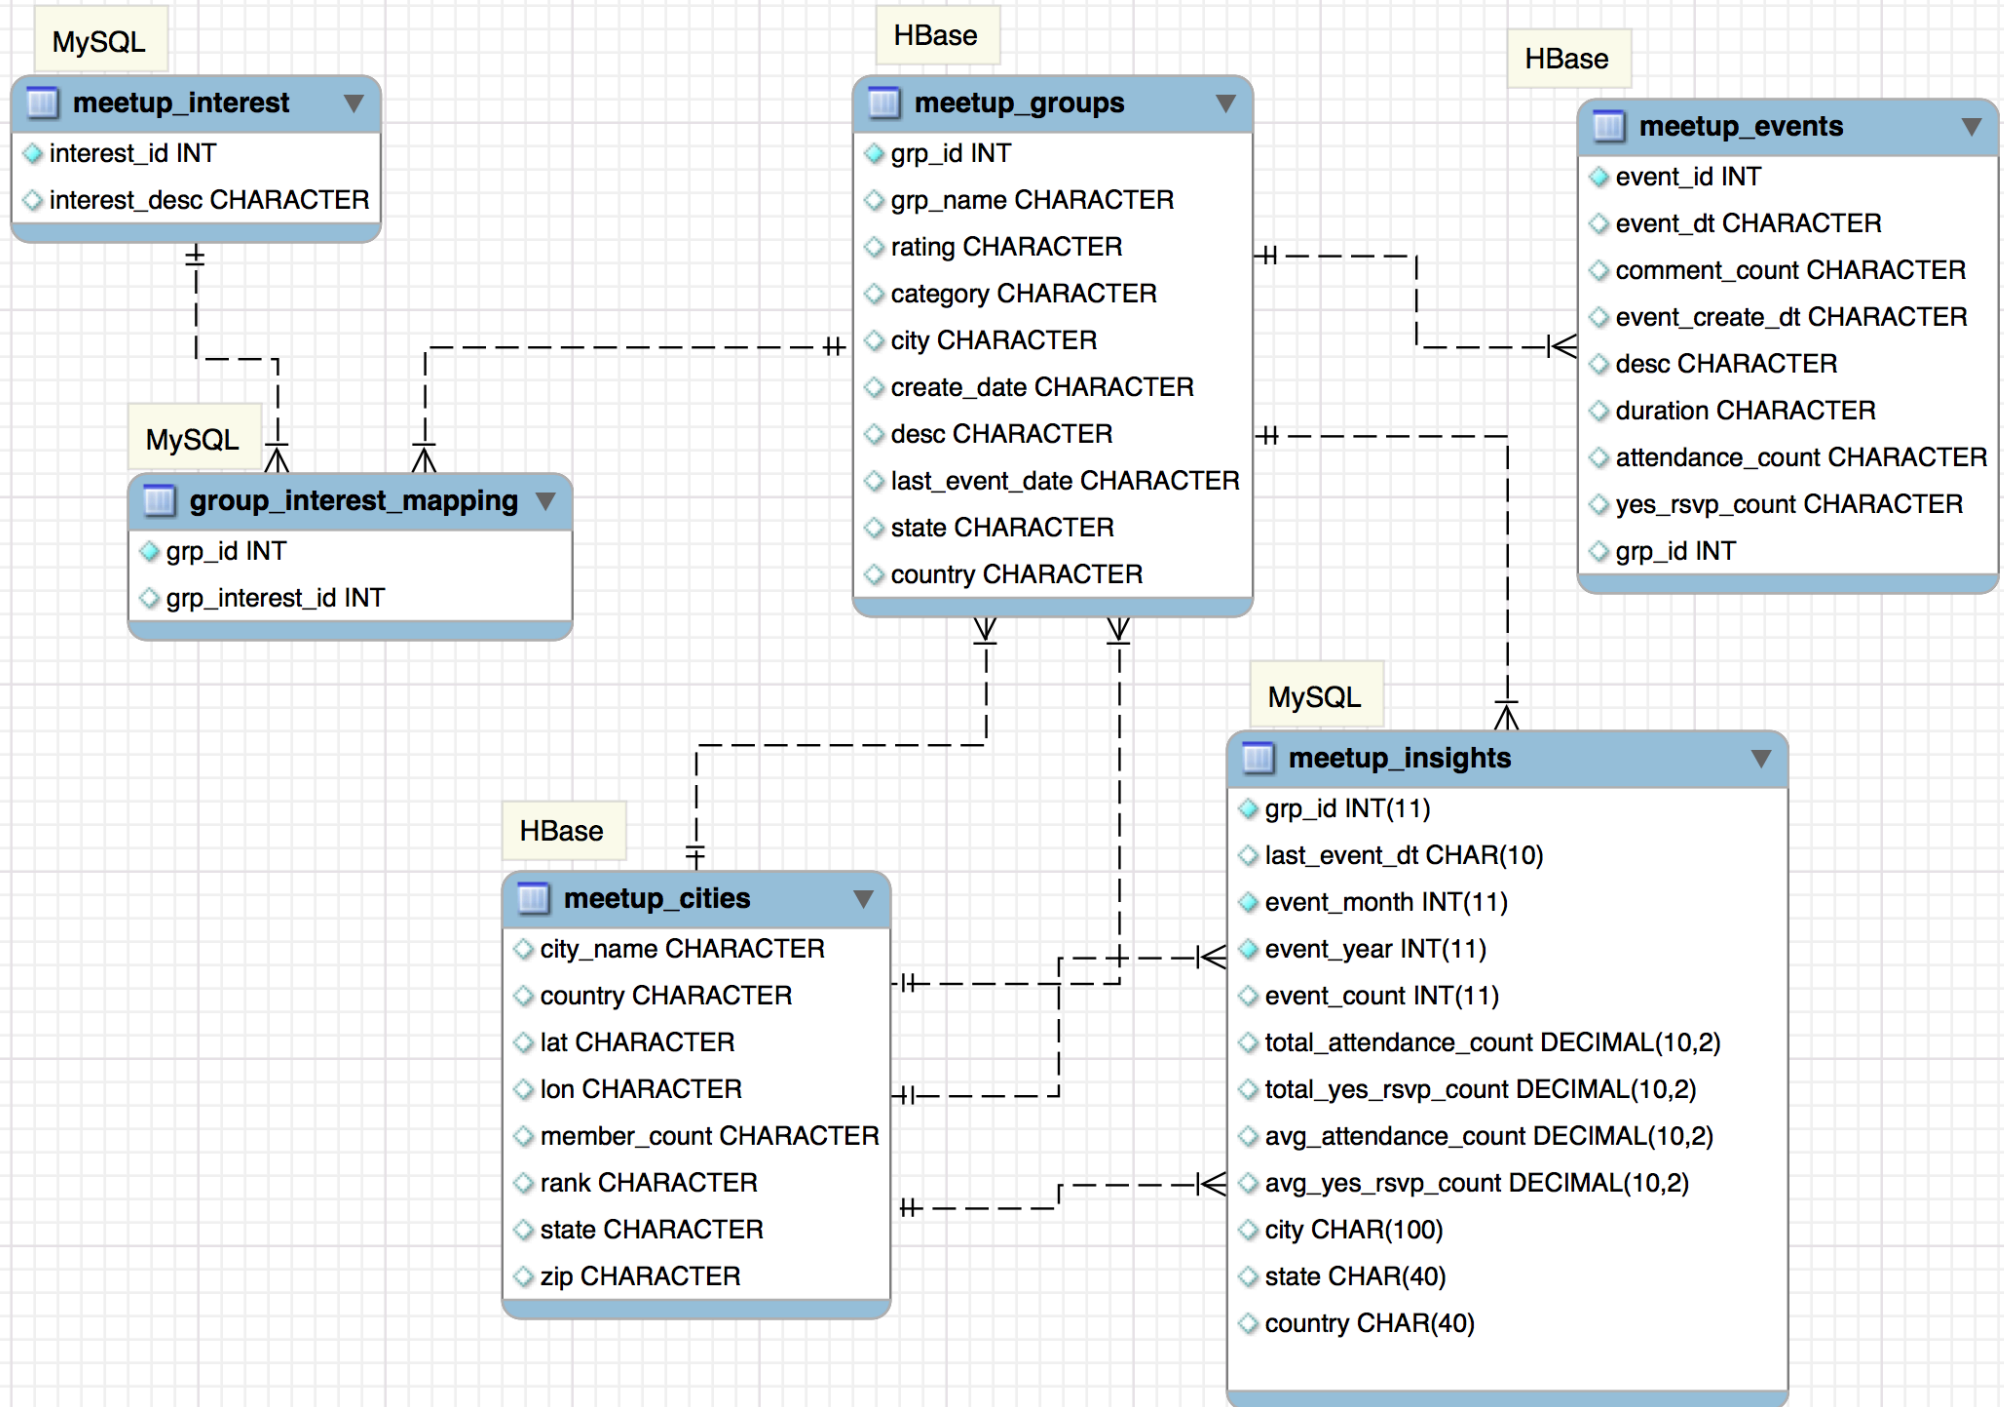 MySQL
meetup_interest
interest_id INT
interest_desc CHARACTER
MySQL
group_interest_mapping
grp_id INT
grp_interest_id INT
HBase
meetup_groups
grp_id INT
grp_name CHARACTER
rating CHARACTER
category CHARACTER
city CHARACTER
create_date CHARACTER
desc CHARACTER
last_event_date CHARACTER
state CHARACTER
country CHARACTER
HBase
meetup_events
event_id INT
event_dt CHARACTER
comment_count CHARACTER
event_create_dt CHARACTER
desc CHARACTER
duration CHARACTER
attendance_count CHARACTER
yes_rsvp_count CHARACTER
grp_id INT
HBase
meetup_cities
city_name CHARACTER
country CHARACTER
lat CHARACTER
lon CHARACTER
member_count CHARACTER
rank CHARACTER
state CHARACTER
zip CHARACTER
MySQL
meetup_insights
grp_id INT(11)
last_event_dt CHAR(10)
event_month INT(11)
event_year INT(11)
event_count INT(11)
total_attendance_count DECIMAL(10,2)
total_yes_rsvp_count DECIMAL(10,2)
avg_attendance_count DECIMAL(10,2)
avg_yes_rsvp_count DECIMAL(10,2)
city CHAR(100)
state CHAR(40)
country CHAR(40)